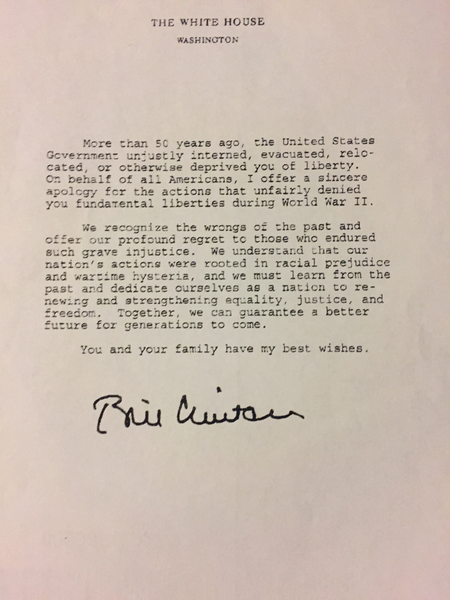 THE WHITE HOUSE
WASHINGTON
More than 50 years ago, the United States
Government unjustly interned, evacuated, relo-
cated, or otherwise deprived you of liberty.
On behalf of all Americans, I offer a sincere
apology for the actions that unfairly denied
you fundamental liberties during World War II.
We recognize the wrongs of the past and
offer our profound regret to those who endured
such grave injustice. We understand that our
nation's actions were rooted in racial prejudice
and wartime hysteria, and we must learn from the
past and dedicate ourselves as a nation to re-
newing and strengthening equality, justice, and
freedom. Together, we can guarantee a better
future for generations to come.
You and your family have my best wishes.
Bill Clinton